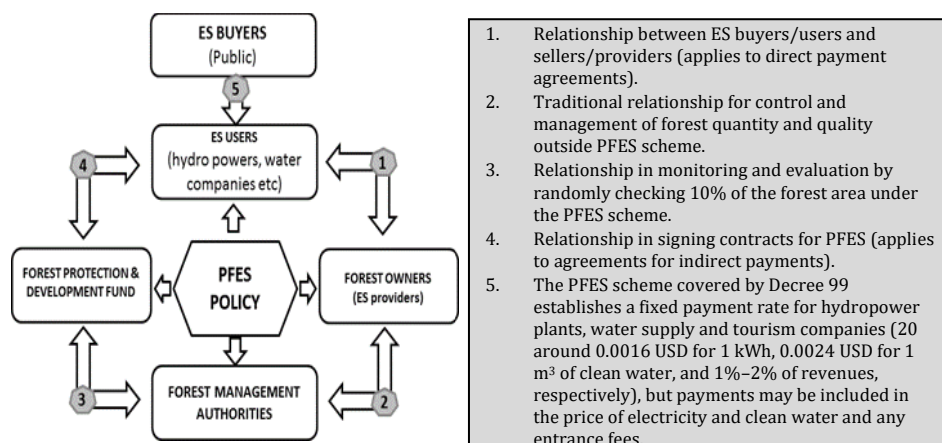 ES BUYERS
(Public)
5
ES USERS
(hydro powers, water
companies etc)
4
1
FOREST PROTECTION &
DEVELOPMENT FUND
PFES
POLICY
FOREST OWNERS
(ES providers)
3
FOREST MANAGEMENT
AUTHORITIES
2
1. Relationship between ES buyers/users and
sellers/providers (applies to direct payment
agreements).
2. Traditional relationship for control and
management of forest quantity and quality
outside PFES scheme.
3. Relationship in monitoring and evaluation by
randomly checking 10% of the forest area under
the PFES scheme.
4. Relationship in signing contracts for PFES (applies
to agreements for indirect payments).
5. The PFES scheme covered by Decree 99
establishes a fixed payment rate for hydropower
plants, water supply and tourism companies (20
around 0.0016 USD for 1 kWh, 0.0024 USD for 1
m³ of clean water, and 1%–2% of revenues,
respectively), but payments may be included in
the price of electricity and clean water and any
entrance fees